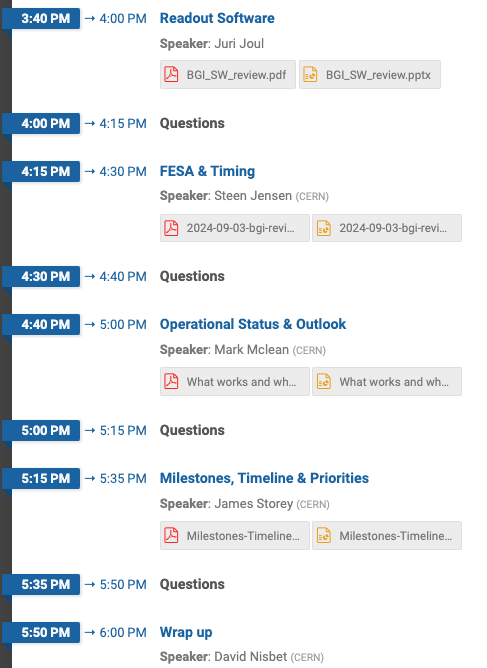 3:40 PM → 4:00 PM Readout Software
Speaker: Juri Joul
BGI_SW_review.pdf BGI_SW_review.pptx
4:00 PM → 4:15 PM Questions
4:15 PM → 4:30 PM FESA & Timing
Speaker: Steen Jensen (CERN)
2024-09-03-bgi-revi... 2024-09-03-bgi-revi...
4:30 PM → 4:40 PM Questions
4:40 PM → 5:00 PM Operational Status & Outlook
Speaker: Mark Mclean (CERN)
What works and wh... What works and wh...
5:00 PM → 5:15 PM Questions
5:15 PM → 5:35 PM Milestones, Timeline & Priorities
Speaker: James Storey (CERN)
Milestones-Timeline... Milestones-Timeline...
5:35 PM → 5:50 PM Questions
5:50 PM → 6:00 PM Wrap up
Speaker: David Nisbet (CERN)